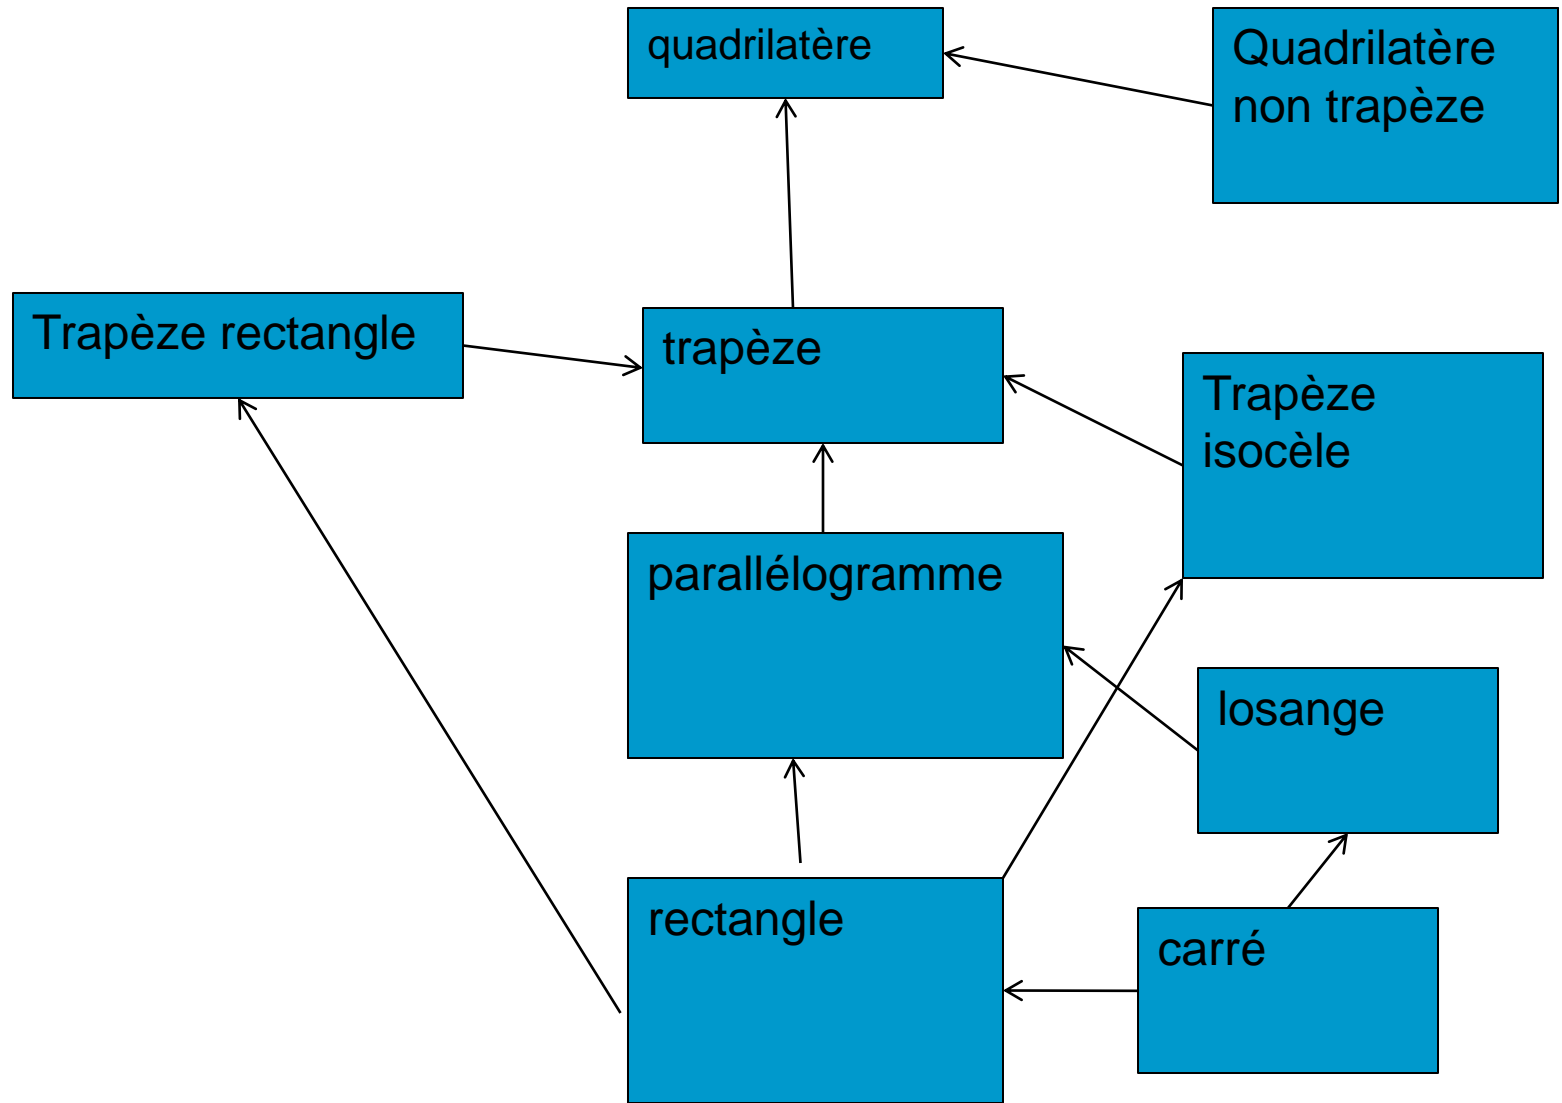 quadrilatère
Quadrilatère
non trapèze
Trapèze rectangle
trapèze
Trapèze
isocèle
parallélogramme
losange
rectangle
carré